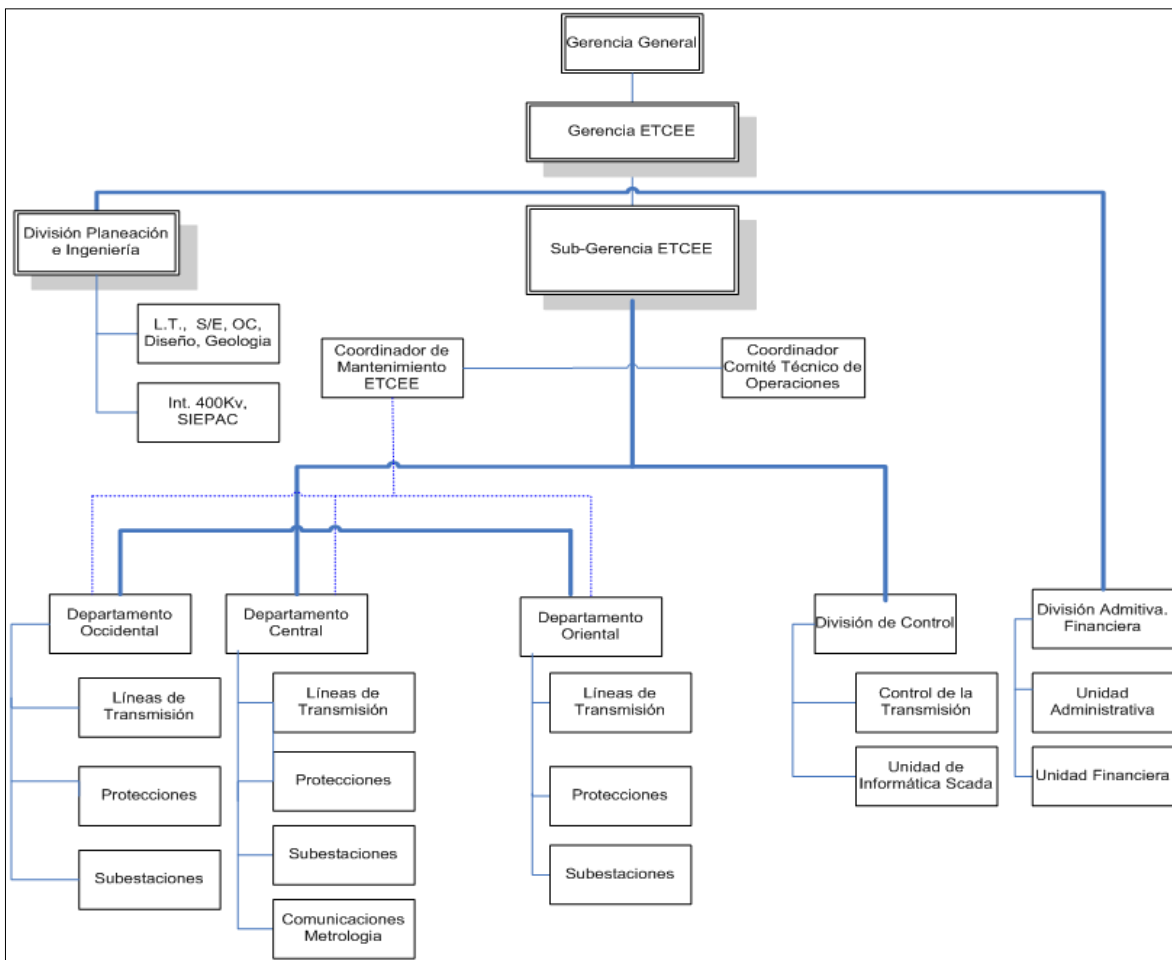 Gerencia General
Gerencia ETCEE
División Planeación
e Ingeniería
Sub-Gerencia ETCEE
L.T., S/E, OC,
Diseño, Geologia
Int. 400Kv,
SIEPAC
Coordinador de
Mantenimiento
ETCEE
Coordinador
Comité Técnico de
Operaciones
Departamento
Occidental
Líneas de
Transmisión
Protecciones
Subestaciones
Departamento
Central
Líneas de
Transmisión
Protecciones
Subestaciones
Comunicaciones
Metrologia
Departamento
Oriental
Líneas de
Transmisión
Protecciones
Subestaciones
División de Control
Control de la
Transmisión
Unidad de
Informática Scada
División Admitiva.
Financiera
Unidad
Administrativa
Unidad Financiera